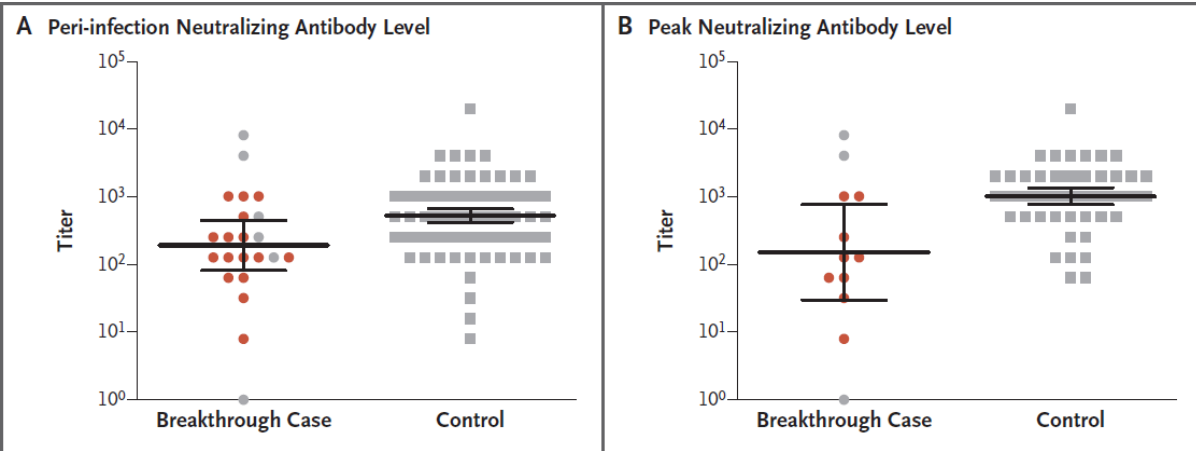 A Peri-infection Neutralizing Antibody Level
10⁵
10⁴
10³
10²
10¹
10⁰
Titer
Breakthrough Case Control
B Peak Neutralizing Antibody Level
10⁵
10⁴
10³
10²
10¹
10⁰
Titer
Breakthrough Case Control